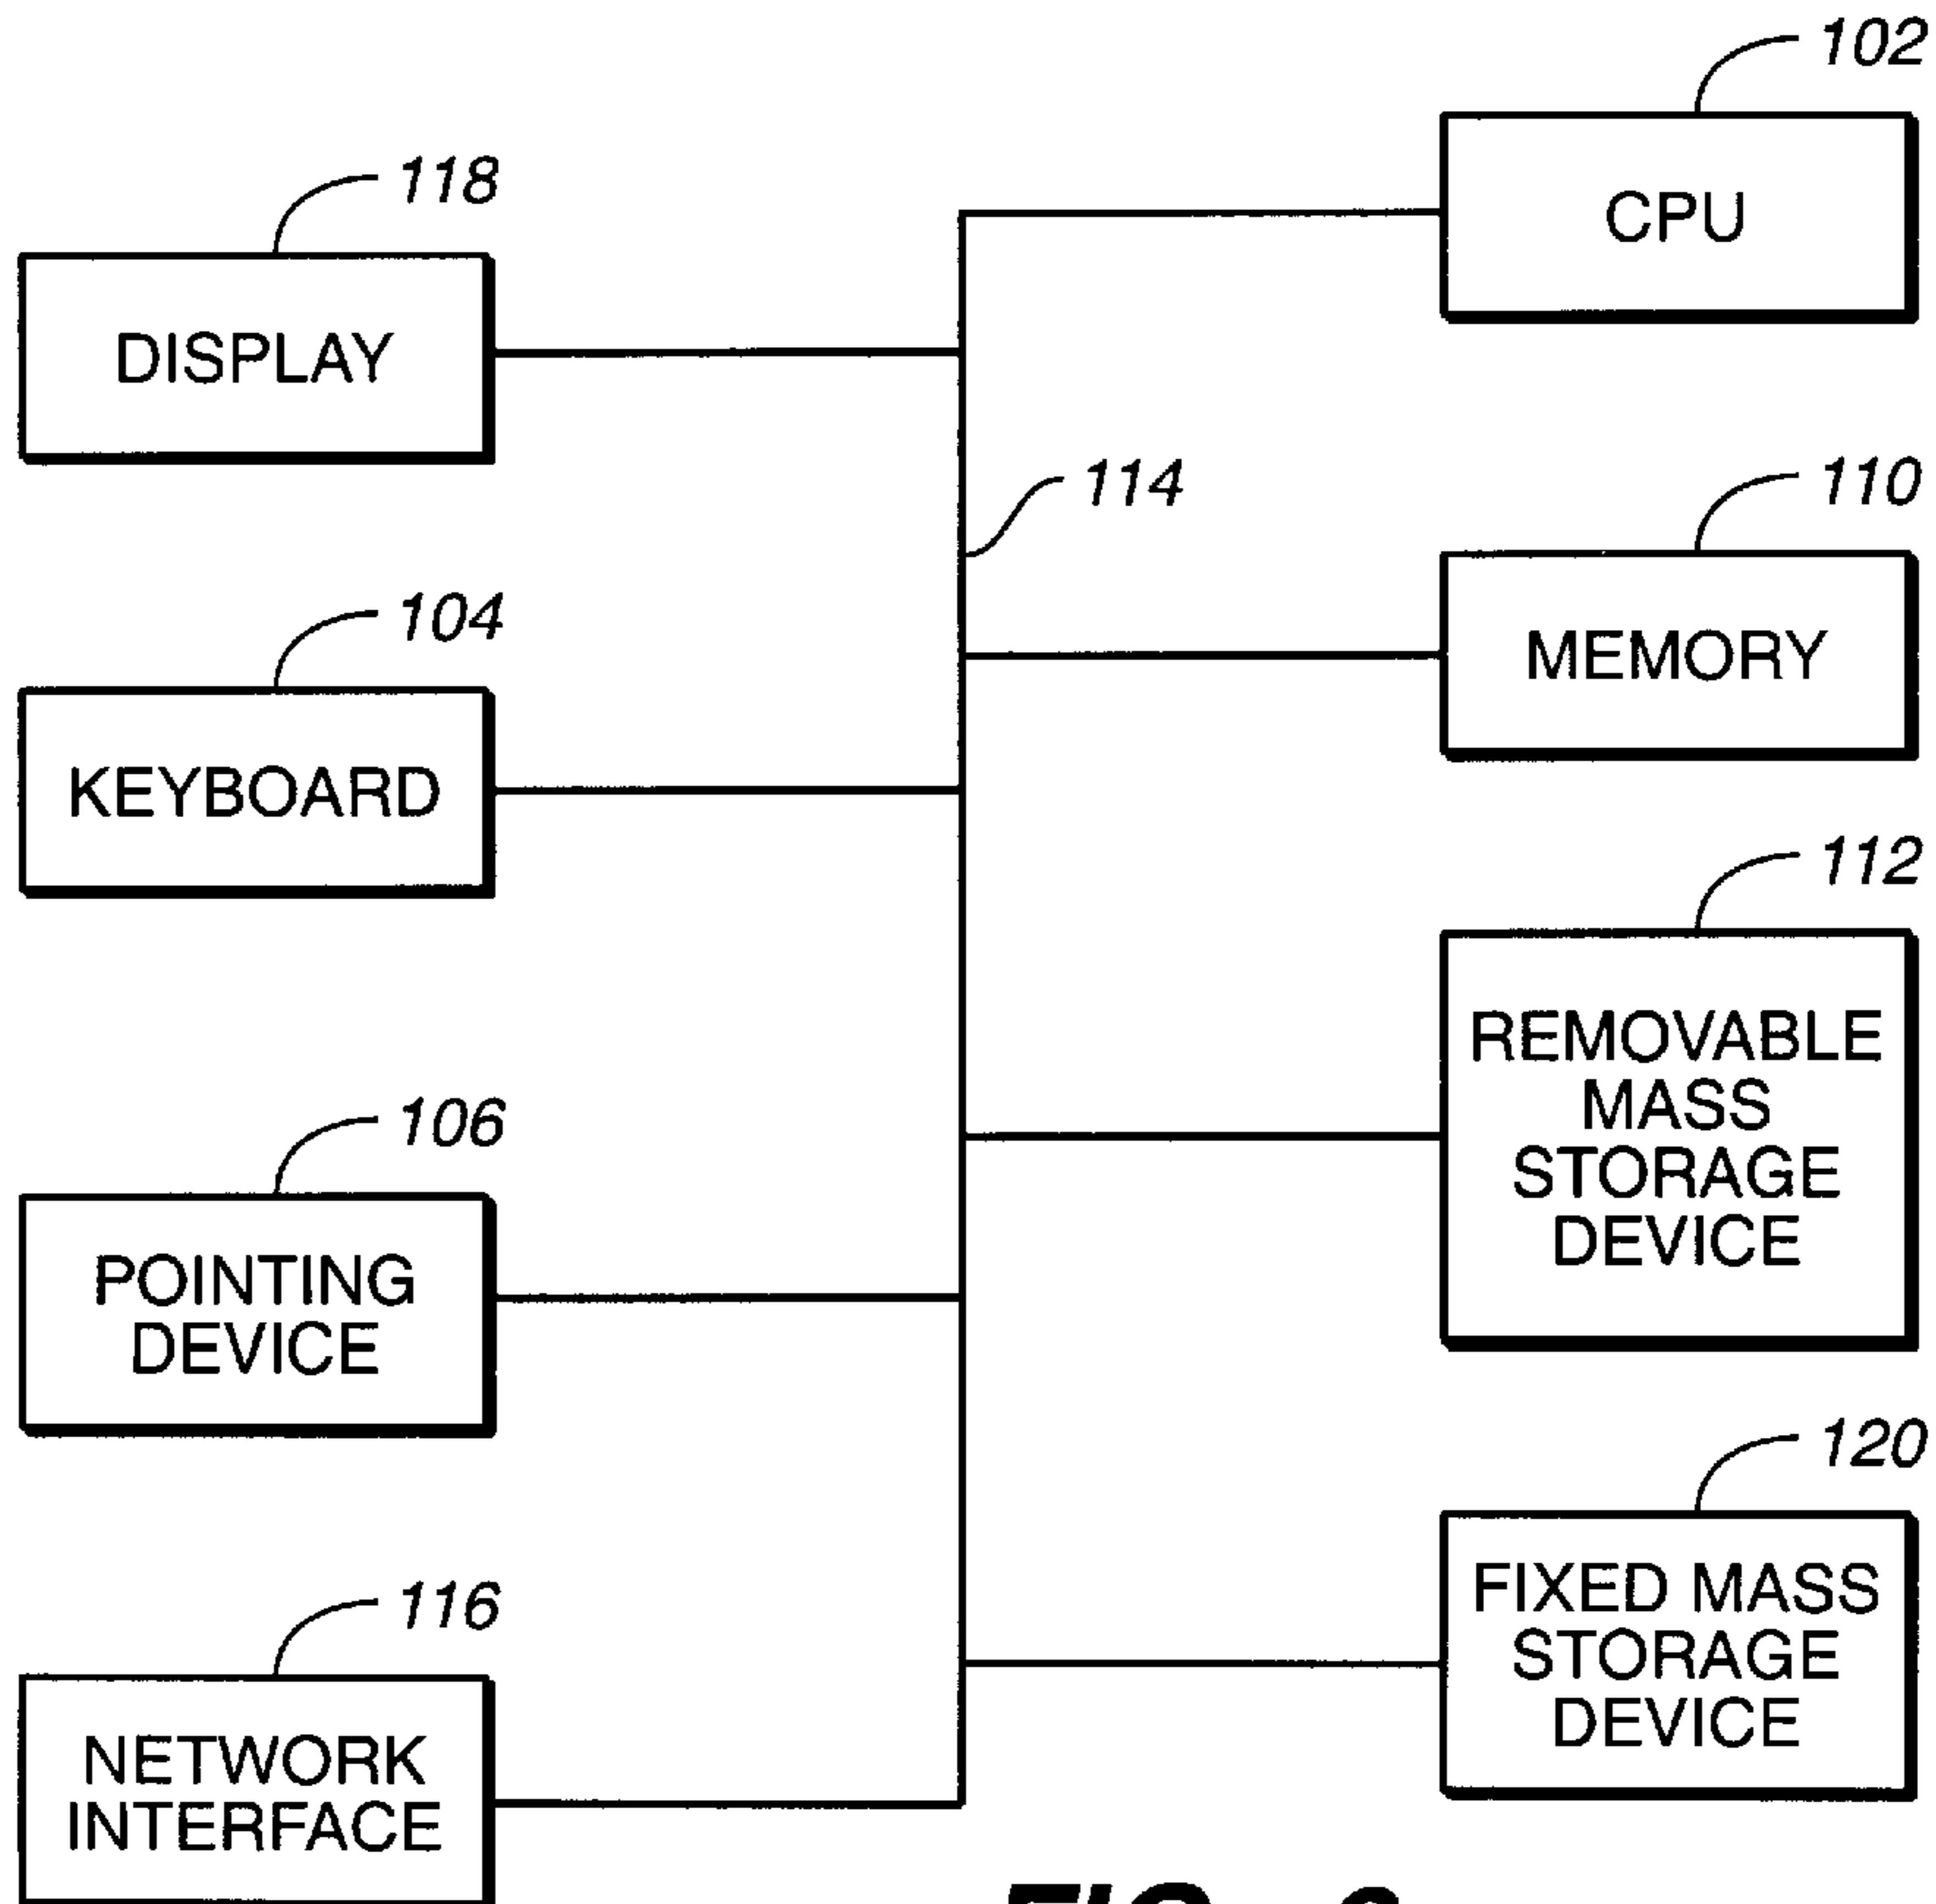 102
CPU
118
DISPLAY
114
110
MEMORY
104
KEYBOARD
112
REMOVABLE
MASS
STORAGE
DEVICE
106
POINTING
DEVICE
120
FIXED MASS
STORAGE
DEVICE
116
NETWORK
INTERFACE